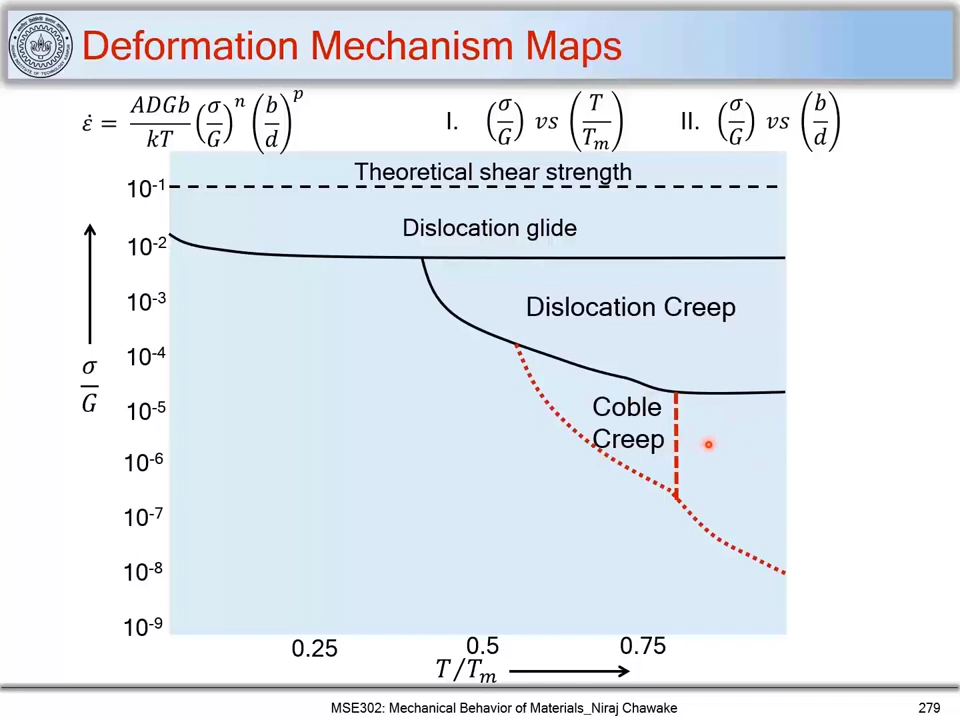 Deformation Mechanism Maps
ε̇ = ADGb/kT (σ/G)^n (b/d)^p I. (σ/G) vs (T/T_m) II. (σ/G) vs (b/d)
Theoretical shear strength
10^-1
Dislocation glide
10^-2
10^-3
Dislocation Creep
10^-4
σ/G
10^-5
Coble
Creep
10^-6
10^-7
10^-8
10^-9
0.25 0.5 0.75
T/T_m
MSE302: Mechanical Behavior of Materials_Niraj Chawake 279